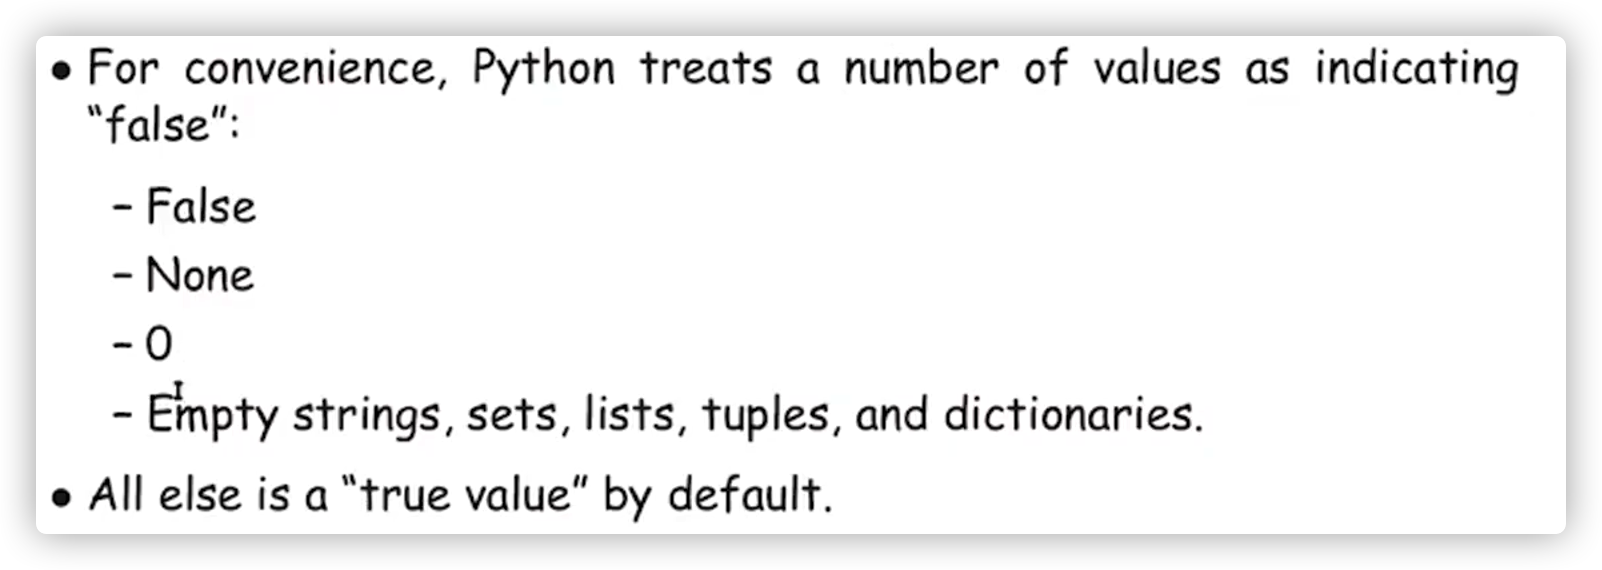 ● For convenience, Python treats a number of values as indicating
“false”:
– False
– None
– 0
– Empty strings, sets, lists, tuples, and dictionaries.
● All else is a “true value” by default.